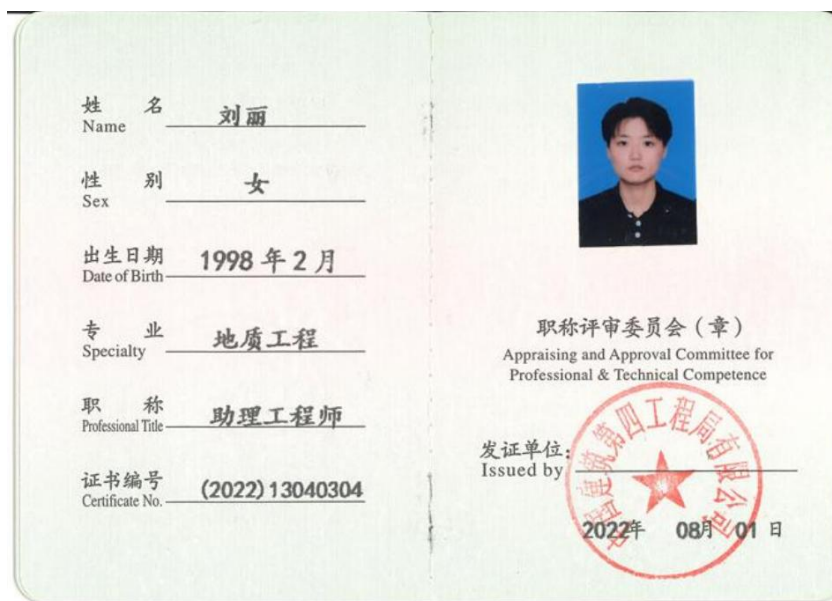 姓 名 刘丽
Name
性 别 女
Sex
出生日期 1998 年 2 月
Date of Birth
专 业 地质工程
Specialty
职 称 助理工程师
Professional Title
证书编号 (2022)13040304
Certificate No.
职称评审委员会（章）
Appraising and Approval Committee for
Professional & Technical Competence
中国建筑第四工程局有限公司
发证单位：
Issued by
2022年 08月 01 日